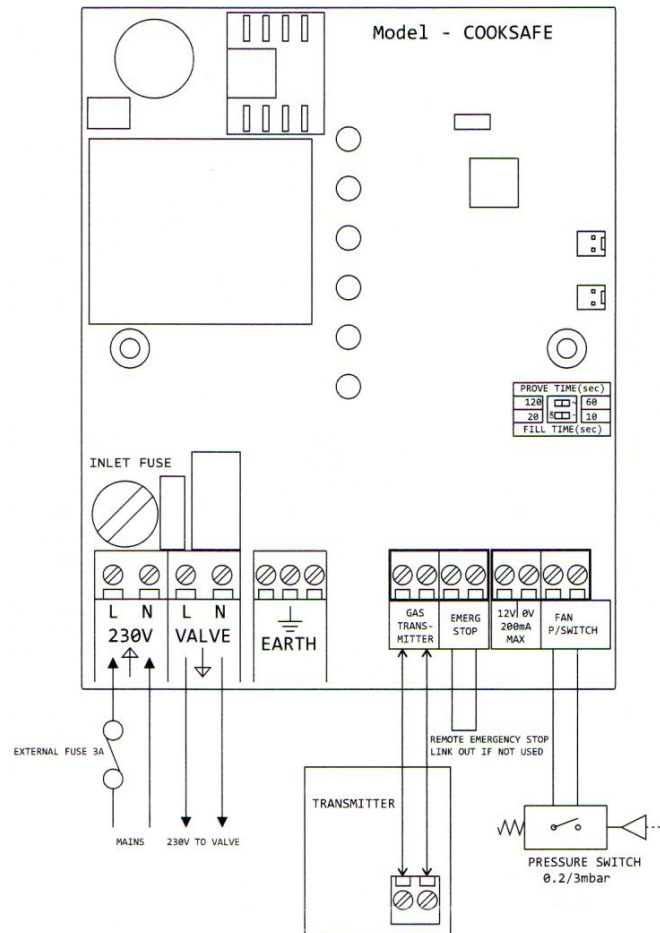 Model - COOKSAFE
PROVE TIME(sec)
120 60
20 10
FILL TIME(sec)
INLET FUSE
L N L N
230V VALVE
EARTH
GAS
TRANS-
MITTER
EMERG
STOP
12V 0V
200mA
MAX
FAN
P/SWITCH
REMOTE EMERGENCY STOP
LINK OUT IF NOT USED
EXTERNAL FUSE 3A
MAINS 230V TO VALVE
TRANSMITTER
PRESSURE SWITCH
0.2/3mbar